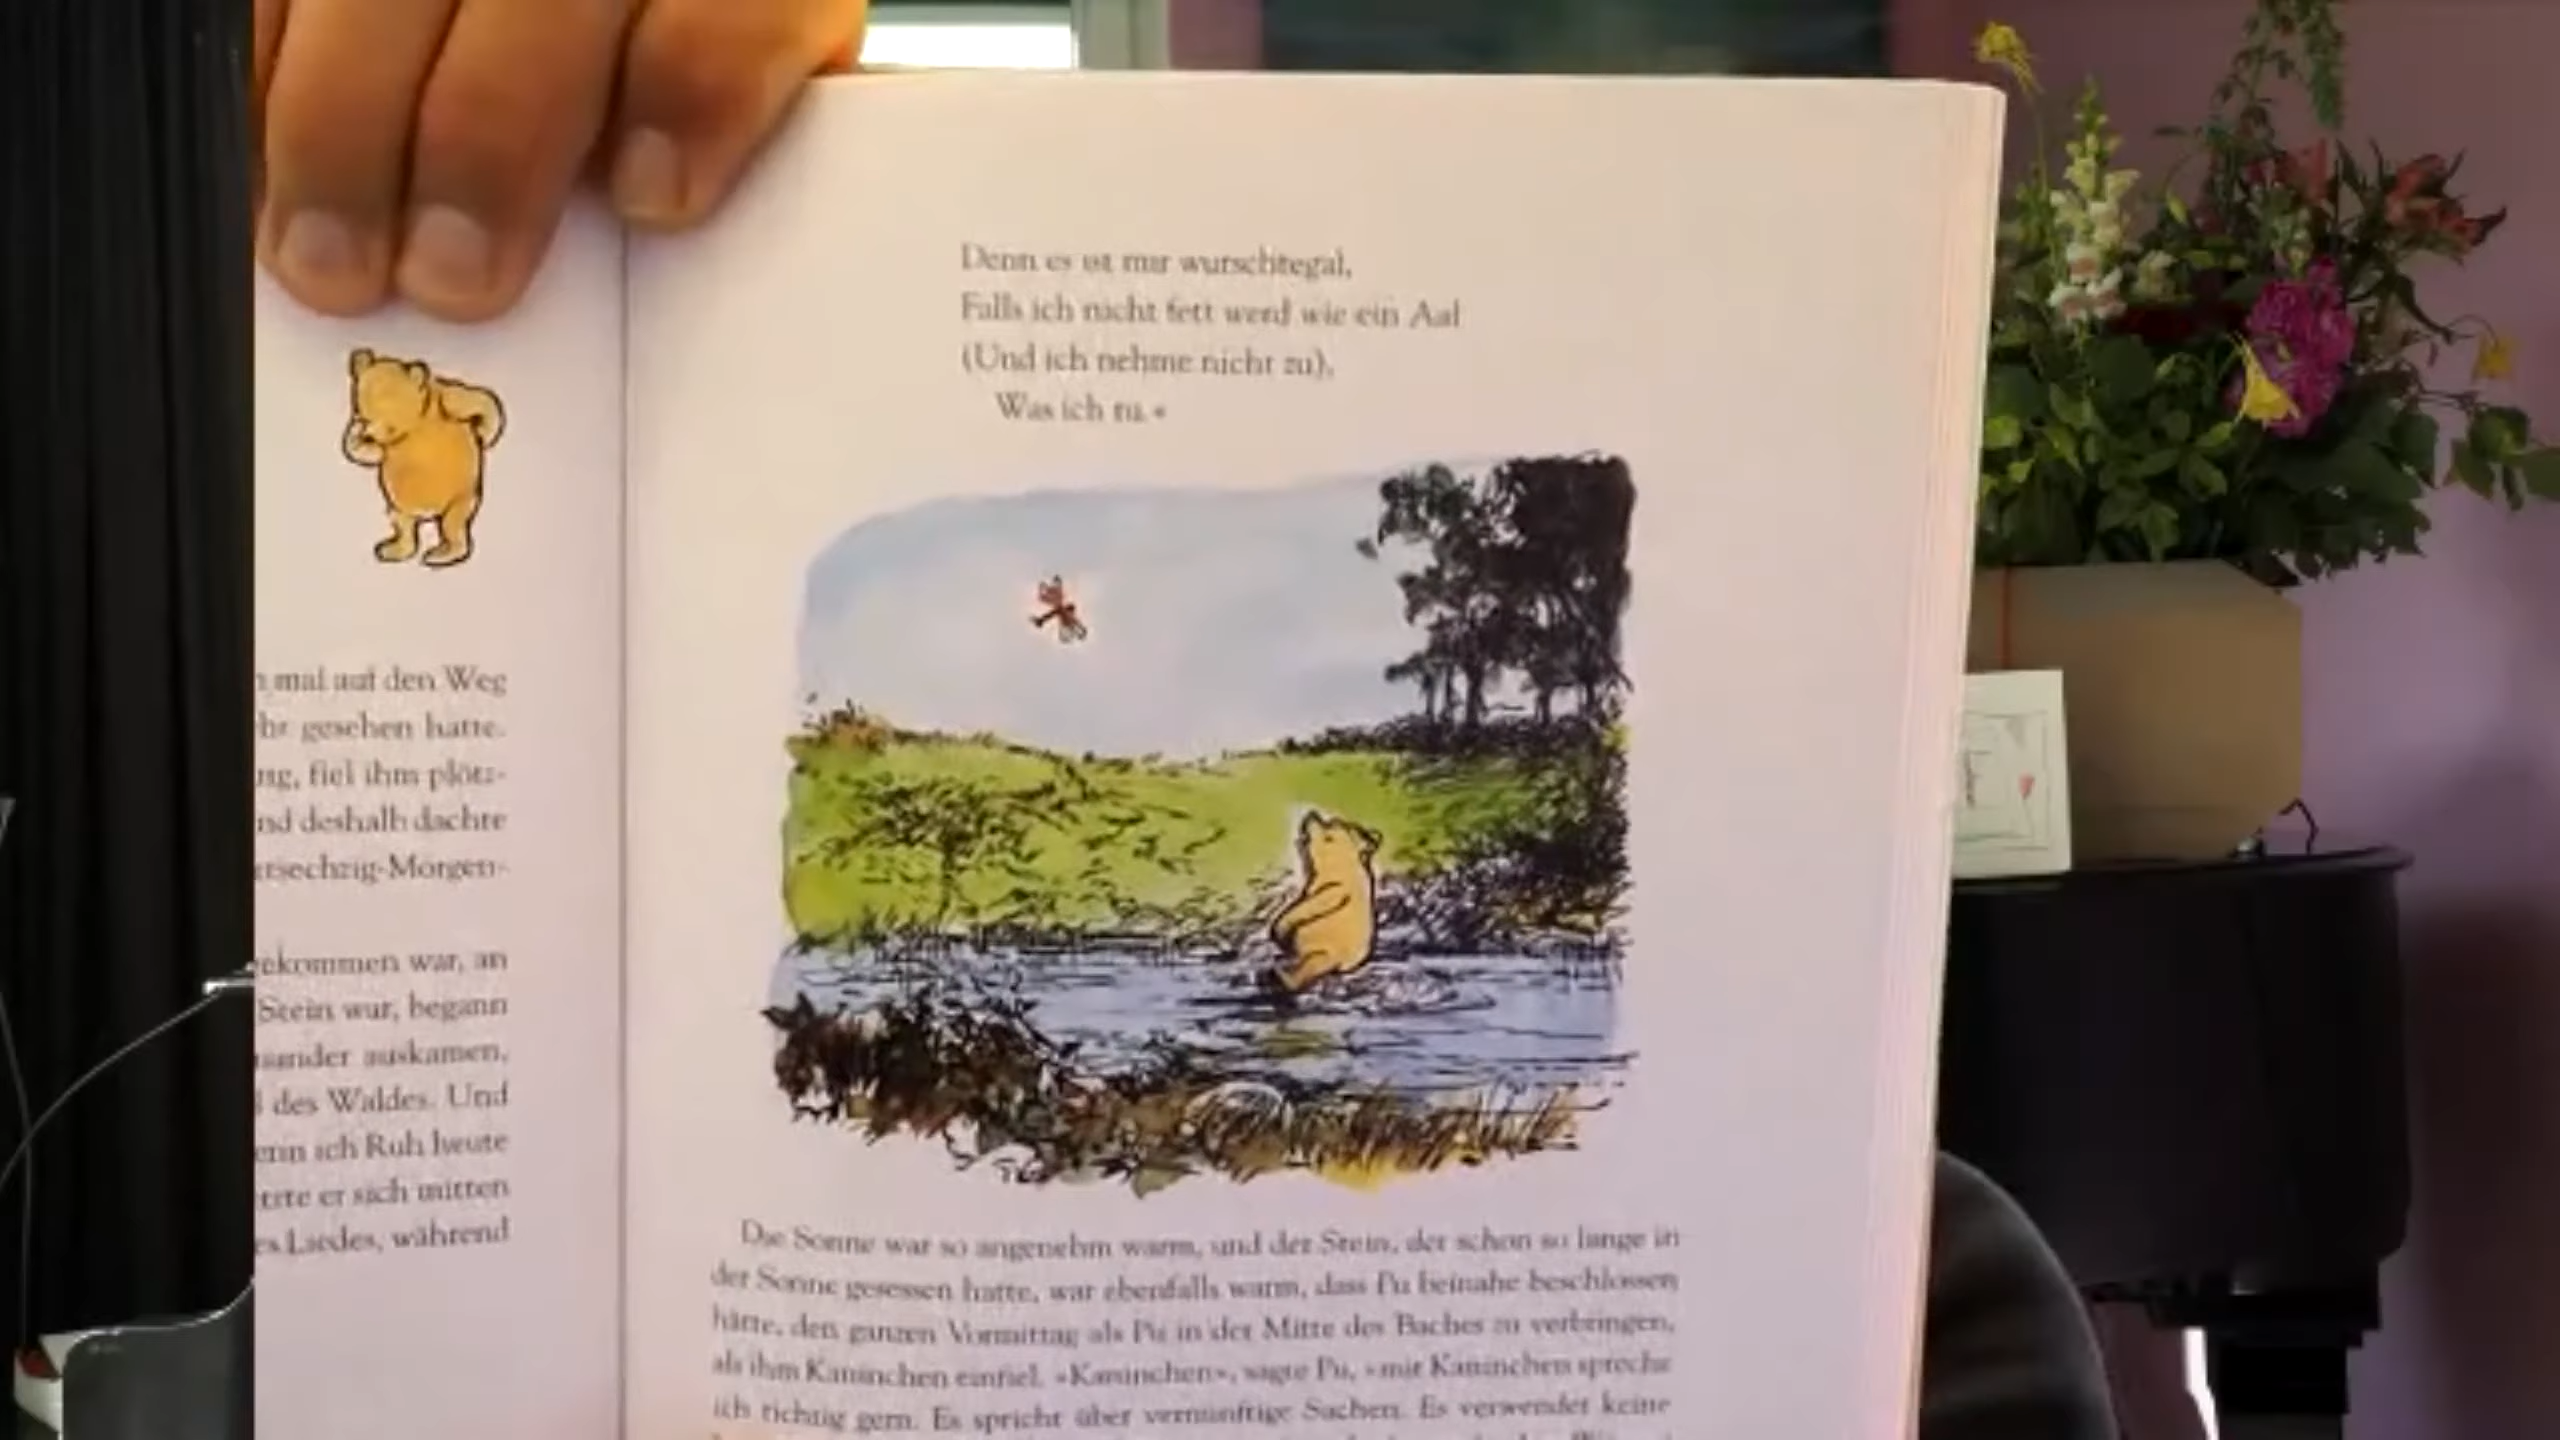 mal auf den Weg
gesehen hatte.
fiel ihm plötz-
deshalb dachte
sechzig-Morgen-
ekommen war, an
Stein war, begann
nander auskamen,
des Waldes. Und
ich Ruh heute
er sich mitten
Liedes, während
Denn es ist mir wurschtegal,
Falls ich nicht fett werd wie ein Aal
(Und ich nehme nicht zu),
Was ich tu.«
Die Sonne war so angenehm warm, und der Stein, der schon so lange in
der Sonne gesessen hatte, war ebenfalls warm, dass Pu beinahe beschlossen
hätte, den ganzen Vormittag als Pu in der Mitte des Baches zu verbringen,
als ihm Kaninchen einfiel. »Kaninchen«, sagte Pu, »mit Kaninchen spreche
ich richtig gern. Es spricht über vernünftige Sachen. Es verwendet keine